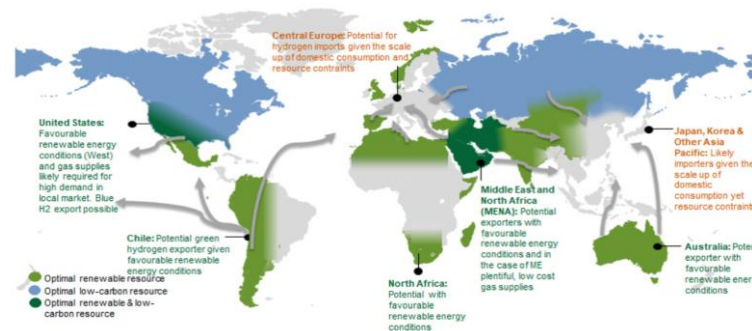 Central Europe: Potential for
hydrogen imports given the scale
up of domestic consumption and
resource contraints
United States:
Favourable
renewable energy
conditions (West) and gas supplies
likely required for
high demand in
local market. Blue
H2 export possible
Japan, Korea &
Other Asia
Pacific: Likely
importers given the
scale up of
domestic
consumption yet
resource contraints
Middle East and
North Africa
(MENA): Potential
exporters with
favourable
renewable energy
conditions and in
the case of ME
plentiful, low cost
gas supplies
Chile: Potential green
hydrogen exporter given
favourable renewable
energy conditions
North Africa:
Potential with
favourable
renewable energy
conditions
Australia: Poten
exporter with
favourable
renewable energ
conditions
Optimal renewable resource
Optimal low-carbon resource
Optimal renewable & low-
carbon resource